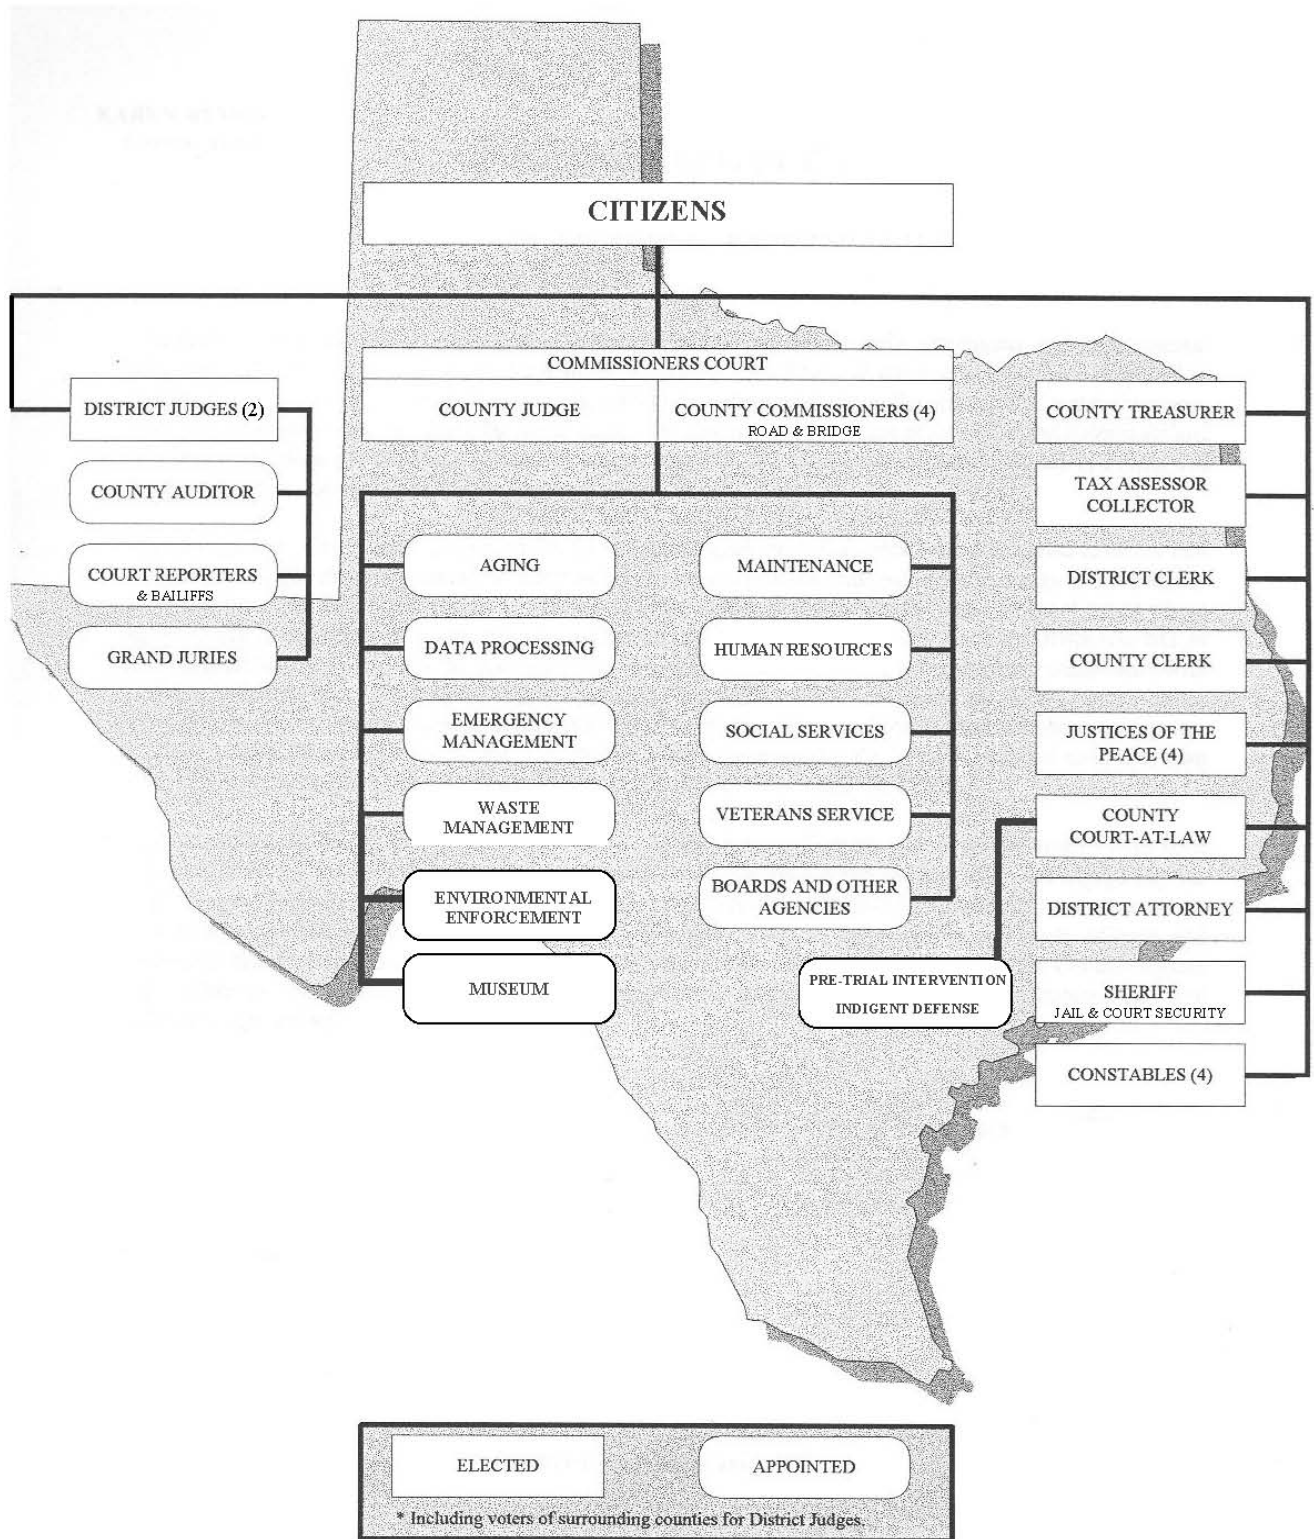 CITIZENS
COMMISSIONERS COURT
COUNTY JUDGE
COUNTY COMMISSIONERS (4)
ROAD & BRIDGE
DISTRICT JUDGES (2)
COUNTY AUDITOR
COURT REPORTERS
& BAILIFFS
GRAND JURIES
AGING
DATA PROCESSING
EMERGENCY
MANAGEMENT
WASTE
MANAGEMENT
ENVIRONMENTAL
ENFORCEMENT
MUSEUM
MAINTENANCE
HUMAN RESOURCES
SOCIAL SERVICES
VETERANS SERVICE
BOARDS AND OTHER
AGENCIES
PRE-TRIAL INTERVENTION
INDIGENT DEFENSE
COUNTY TREASURER
TAX ASSESSOR
COLLECTOR
DISTRICT CLERK
COUNTY CLERK
JUSTICES OF THE
PEACE (4)
COUNTY
COURT-AT-LAW
DISTRICT ATTORNEY
SHERIFF
JAIL & COURT SECURITY
CONSTABLES (4)
ELECTED
APPOINTED
* Including voters of surrounding counties for District Judges.